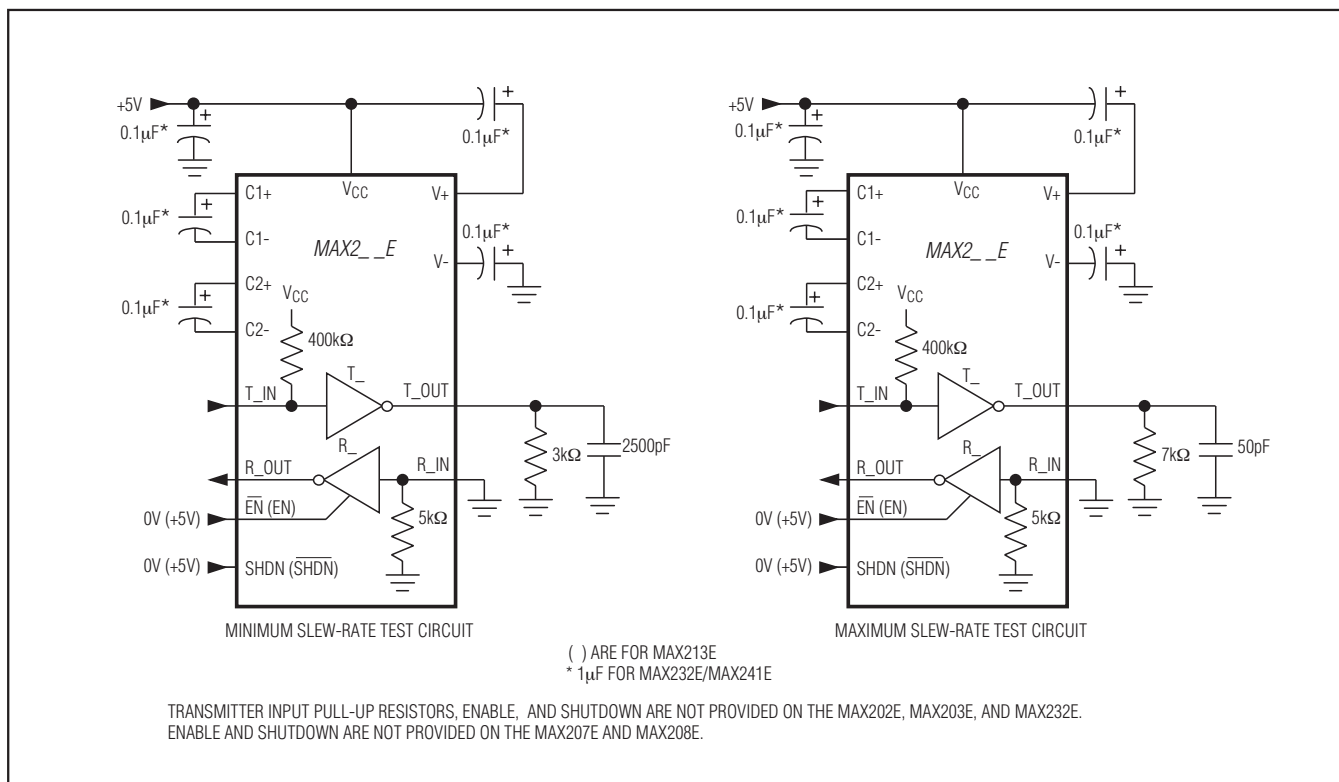 +5V
0.1µF*
+
0.1µF*
+
VCC
V+
C1+
0.1µF*
+
C1-
MAX2_ _E
0.1µF*
V-
+
C2+
0.1µF*
+
C2-
VCC
400kΩ
T_IN
T_
T_OUT
3kΩ
2500pF
R_OUT
R_
R_IN
0V (+5V)
E̅N̅ (EN)
5kΩ
0V (+5V)
SHDN (S̅H̅D̅N̅)
MINIMUM SLEW-RATE TEST CIRCUIT
+5V
0.1µF*
+
0.1µF*
+
VCC
V+
C1+
0.1µF*
+
C1-
MAX2_ _E
0.1µF*
V-
+
C2+
0.1µF*
+
C2-
VCC
400kΩ
T_IN
T_
T_OUT
7kΩ
50pF
R_OUT
R_
R_IN
0V (+5V)
E̅N̅ (EN)
5kΩ
0V (+5V)
SHDN (S̅H̅D̅N̅)
MAXIMUM SLEW-RATE TEST CIRCUIT
( ) ARE FOR MAX213E
* 1µF FOR MAX232E/MAX241E
TRANSMITTER INPUT PULL-UP RESISTORS, ENABLE, AND SHUTDOWN ARE NOT PROVIDED ON THE MAX202E, MAX203E, AND MAX232E.
ENABLE AND SHUTDOWN ARE NOT PROVIDED ON THE MAX207E AND MAX208E.